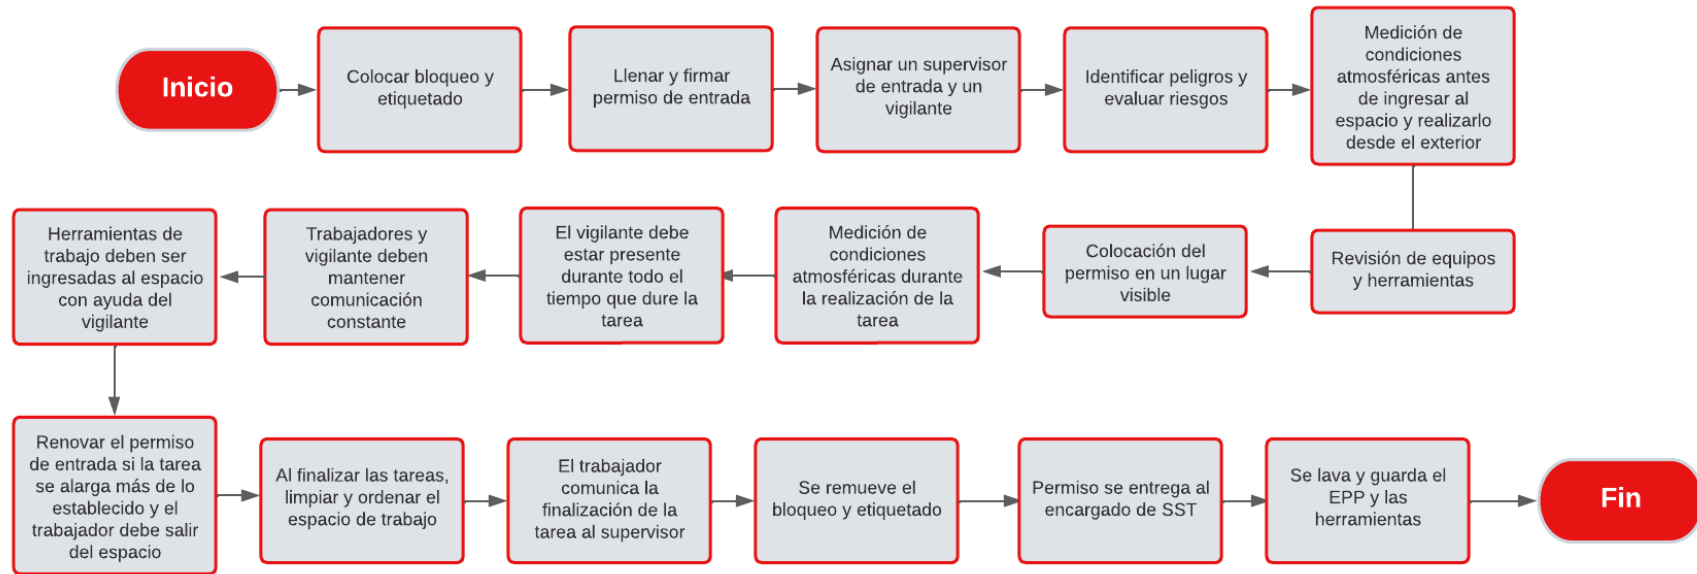 Inicio
Colocar bloqueo y
etiquetado
Llenar y firmar
permiso de entrada
Asignar un supervisor
de entrada y un
vigilante
Identificar peligros y
evaluar riesgos
Medición de
condiciones
atmosféricas antes
de ingresar al
espacio y realizarlo
desde el exterior
Revisión de equipos
y herramientas
Colocación del
permiso en un lugar
visible
Medición de
condiciones
atmosféricas durante
la realización de la
tarea
El vigilante debe
estar presente
durante todo el
tiempo que dure la
tarea
Trabajadores y
vigilante deben
mantener
comunicación
constante
Herramientas de
trabajo deben ser
ingresadas al espacio
con ayuda del
vigilante
Renovar el permiso
de entrada si la tarea
se alarga más de lo
establecido y el
trabajador debe salir
del espacio
Al finalizar las tareas,
limpiar y ordenar el
espacio de trabajo
El trabajador
comunica la
finalización de la
tarea al supervisor
Se remueve el
bloqueo y etiquetado
Permiso se entrega al
encargado de SST
Se lava y guarda el
EPP y las
herramientas
Fin